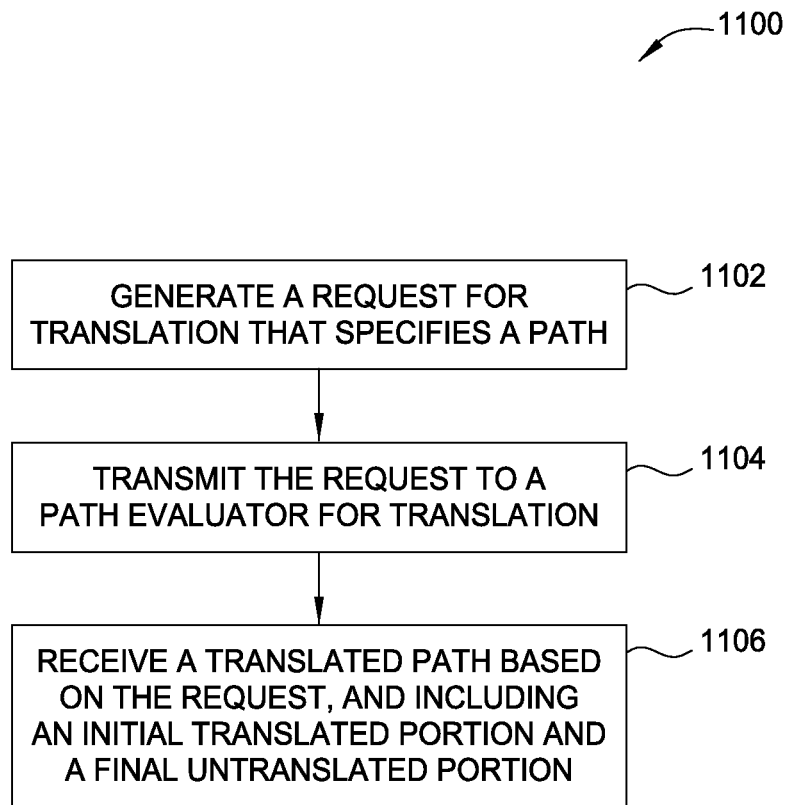 1100
GENERATE A REQUEST FOR
TRANSLATION THAT SPECIFIES A PATH
1102
TRANSMIT THE REQUEST TO A
PATH EVALUATOR FOR TRANSLATION
1104
RECEIVE A TRANSLATED PATH BASED
ON THE REQUEST, AND INCLUDING
AN INITIAL TRANSLATED PORTION AND
A FINAL UNTRANSLATED PORTION
1106